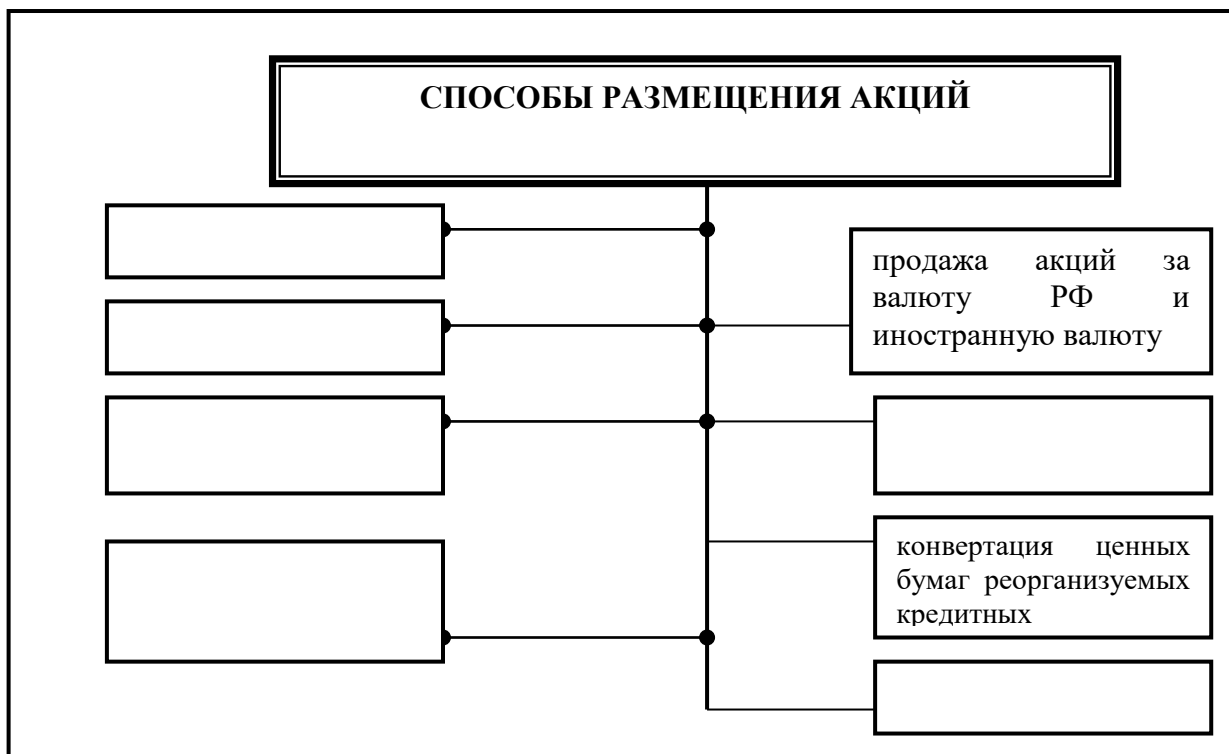 СПОСОБЫ РАЗМЕЩЕНИЯ АКЦИЙ
продажа акций за
валюту РФ и
иностранную валюту
конвертация ценных
бумаг реорганизуемых
кредитных